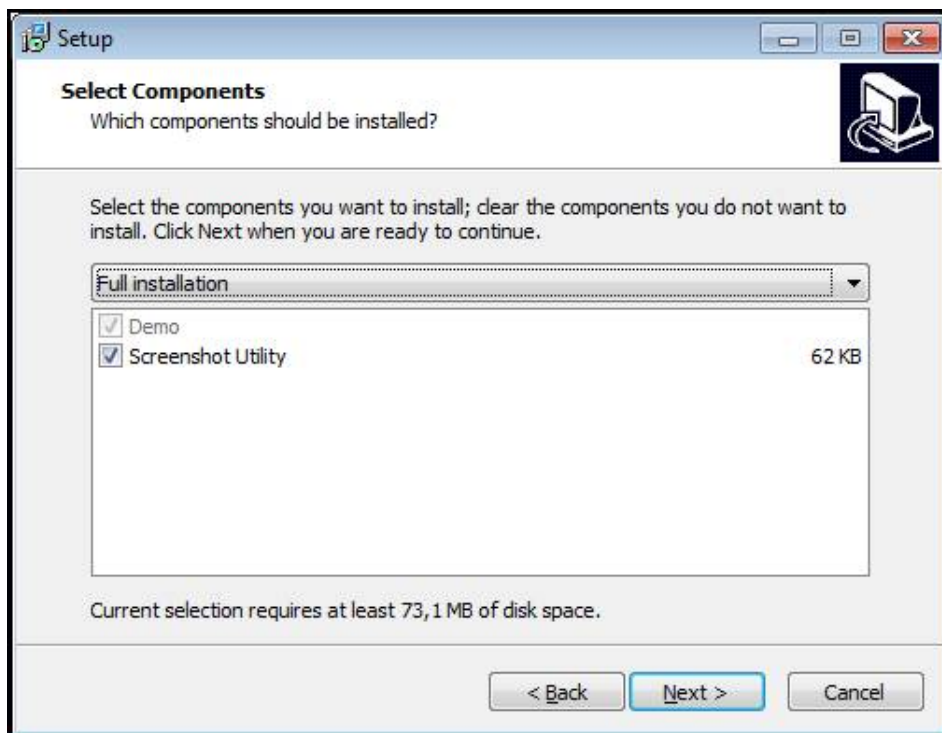 Setup
Select Components
Which components should be installed?
Select the components you want to install; clear the components you do not want to
install. Click Next when you are ready to continue.
Full installation
Demo
Screenshot Utility 62 KB
Current selection requires at least 73,1 MB of disk space.
< Back Next > Cancel